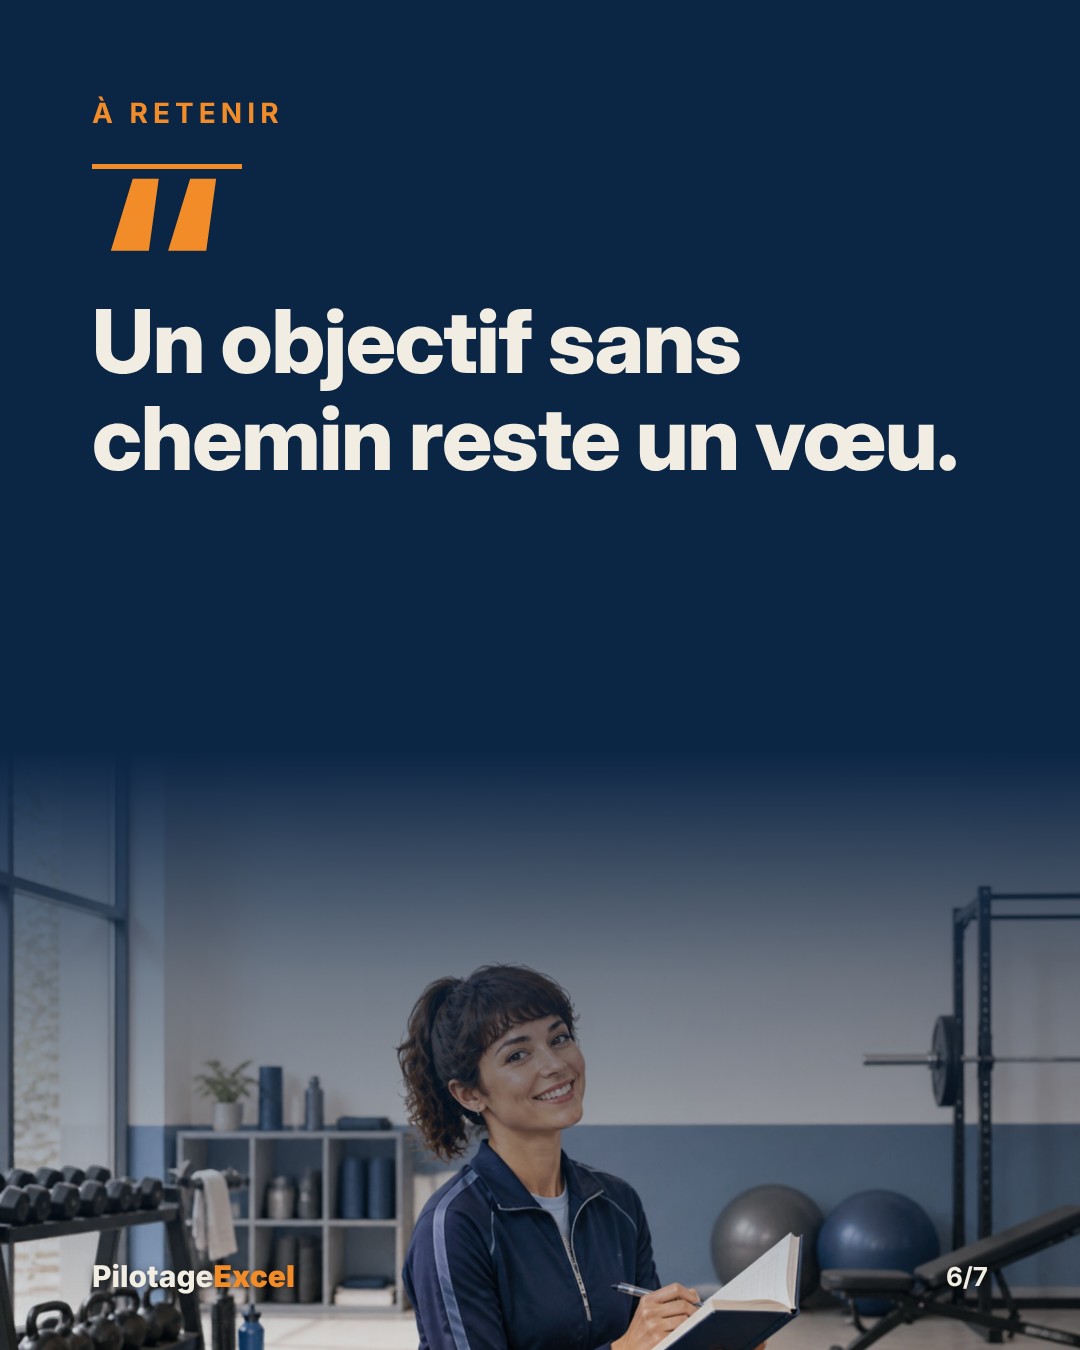 À RETENIR
"
Un objectif sans
chemin reste un vœu.
PilotageExcel
6/7